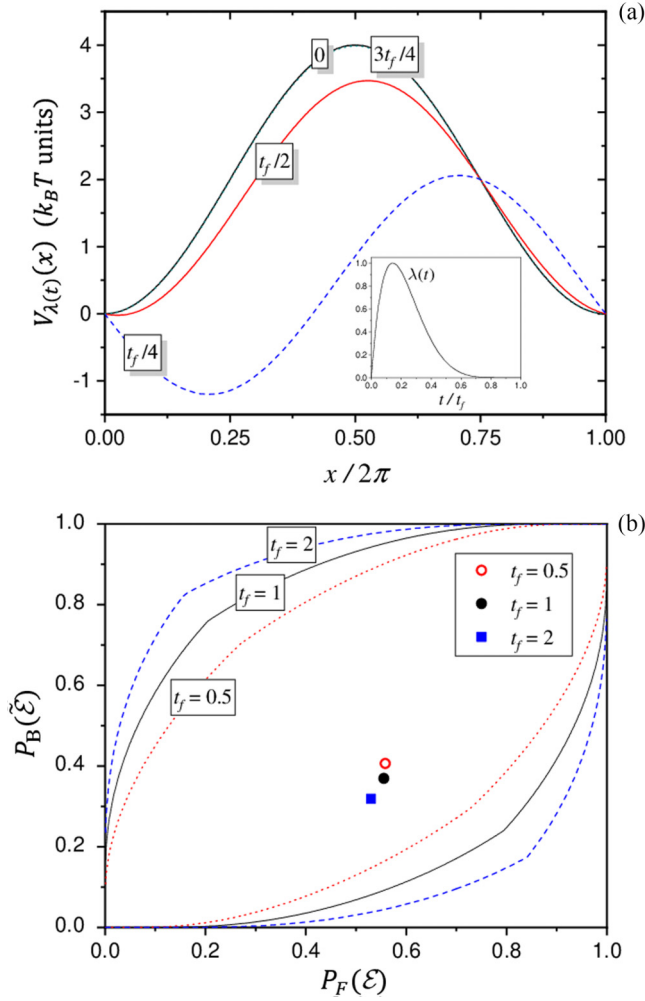 (a)
4
3
2
1
0
-1
V_λ(t)(x) (k_BT units)
0
3t_f/4
t_f/2
t_f/4
1.0
0.8
0.6
0.4
0.2
0.0
λ(t)
0.0 0.2 0.4 0.6 0.8 1.0
t/t_f
0.00 0.25 0.50 0.75 1.00
x/2π
(b)
1.0
0.8
0.6
0.4
0.2
0.0
P_B(ℰ̃)
t_f = 2
t_f = 1
t_f = 0.5
t_f = 0.5
t_f = 1
t_f = 2
0.0 0.2 0.4 0.6 0.8 1.0
P_F(ℰ)